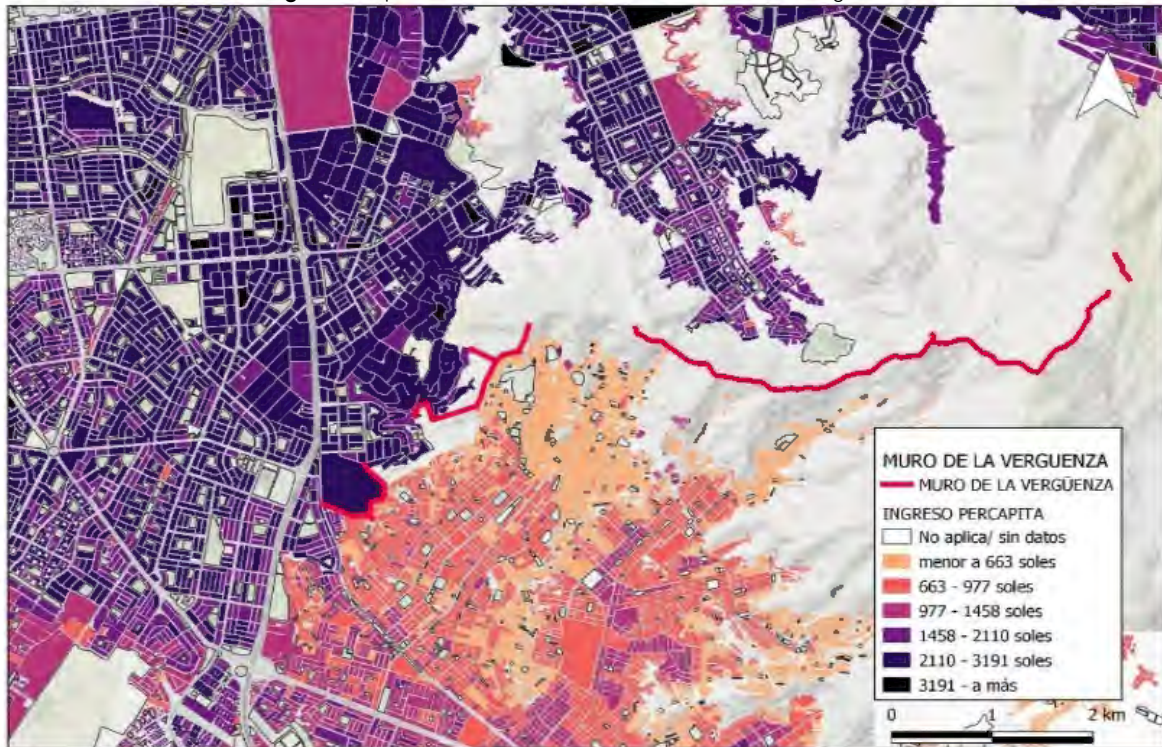 MURO DE LA VERGUENZA
MURO DE LA VERGÜENZA
INGRESO PERCAPITA
No aplica/ sin datos
menor a 663 soles
663 - 977 soles
977 - 1458 soles
1458 - 2110 soles
2110 - 3191 soles
3191 - a más
0 1 2 km